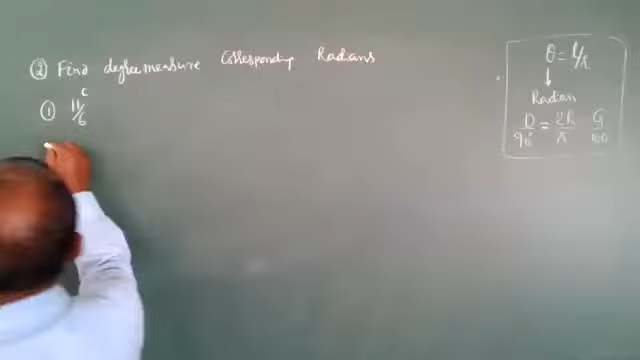 ② Find degree measure corresponding Radians
① 11/6 c
θ = l/r
↓
Radian
D/90° = 2R/π G/100